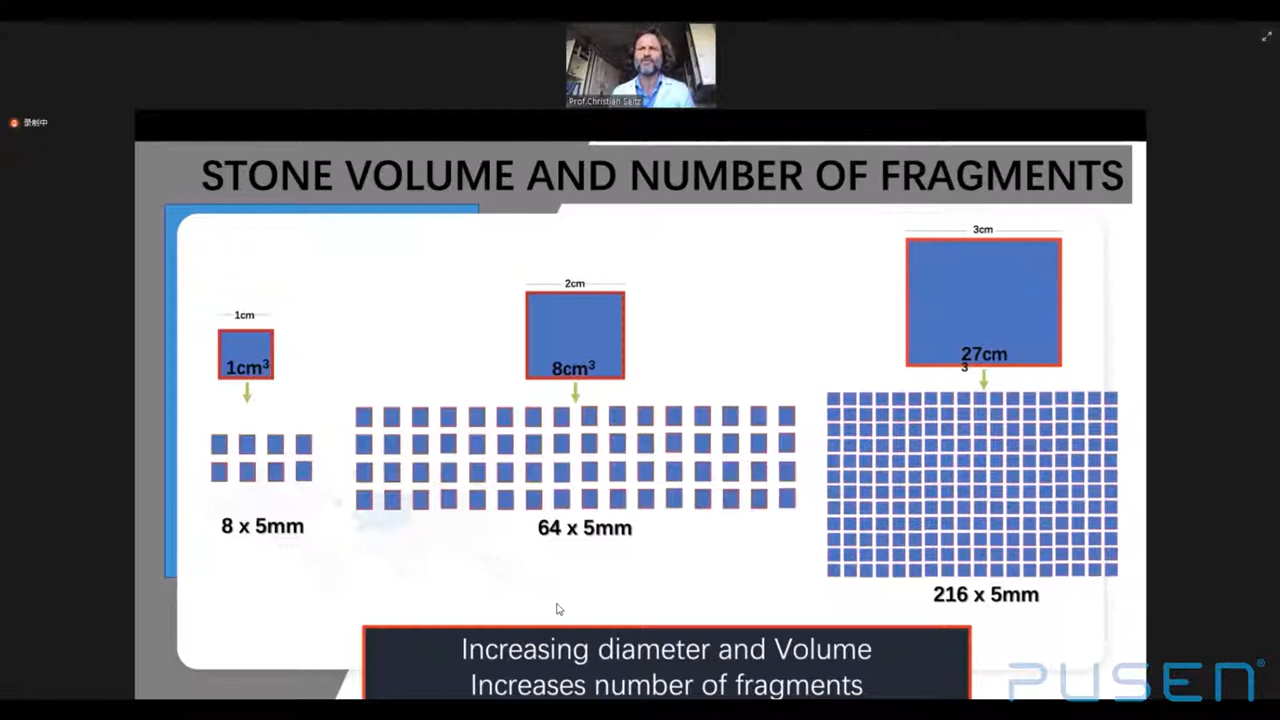 Prof.Christian Seitz
录制中
STONE VOLUME AND NUMBER OF FRAGMENTS
1cm
1cm³
8 x 5mm
2cm
8cm³
64 x 5mm
3cm
27cm
3
216 x 5mm
Increasing diameter and Volume
Increases number of fragments
PUSEN®